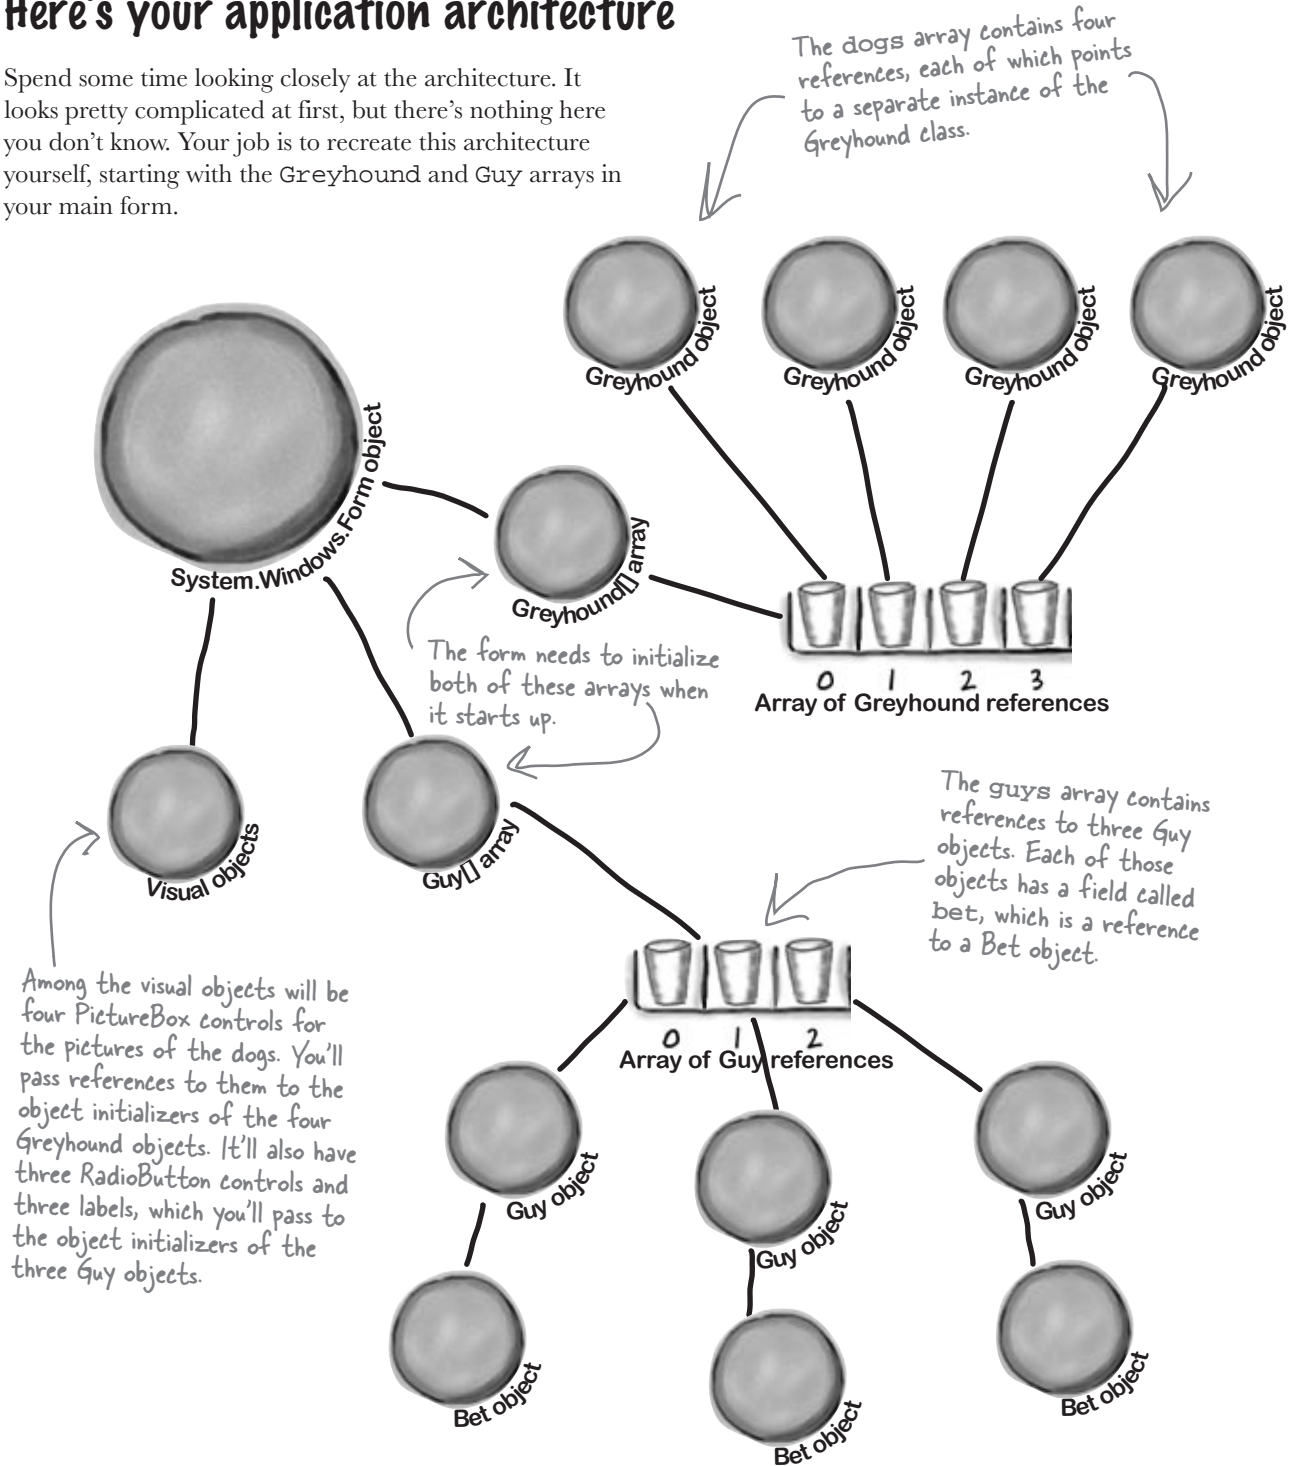 Here's your application architecture
Spend some time looking closely at the architecture. It
looks pretty complicated at first, but there's nothing here
you don't know. Your job is to recreate this architecture
yourself, starting with the Greyhound and Guy arrays in
your main form.
The dogs array contains four
references, each of which points
to a separate instance of the
Greyhound class.
Greyhound object
Greyhound object
Greyhound object
Greyhound object
System.Windows.Form object
Greyhound[] array
The form needs to initialize
both of these arrays when
it starts up.
0 1 2 3
Array of Greyhound references
Visual objects
Guy[] array
The guys array contains
references to three Guy
objects. Each of those
objects has a field called
bet, which is a reference
to a Bet object.
Among the visual objects will be
four PictureBox controls for
the pictures of the dogs. You'll
pass references to them to the
object initializers of the four
Greyhound objects. It'll also have
three RadioButton controls and
three labels, which you'll pass to
the object initializers of the
three Guy objects.
0 1 2
Array of Guy references
Guy object
Guy object
Guy object
Bet object
Bet object
Bet object